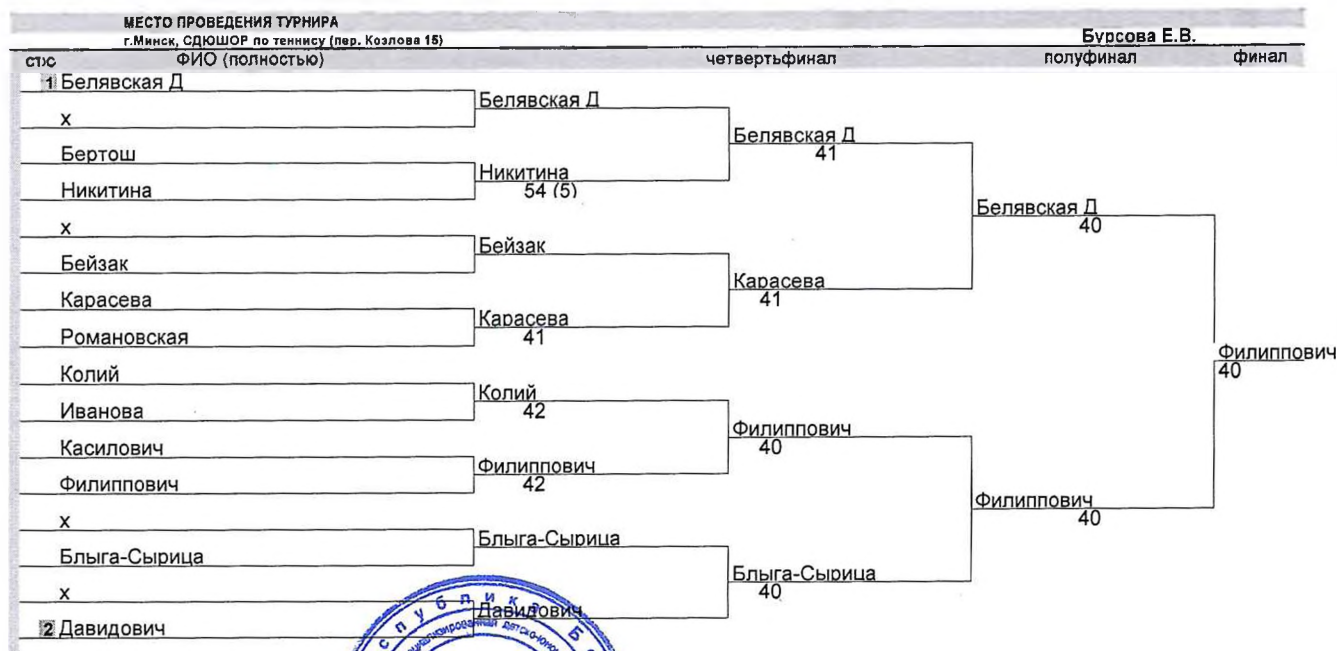 МЕСТО ПРОВЕДЕНИЯ ТУРНИРА
г.Минск, СДЮШОР по теннису (пер. Козлова 15) Бурсова Е.В.
ФИО (полностью) четвертьфинал полуфинал финал
1 Белявская Д
Белявская Д
х
Белявская Д
41
Бертош
Никитина
54 (5)
Никитина
Белявская Д
40
х
Бейзак
Бейзак
Карасева
41
Карасева
Карасева
41
Романовская
Филиппович
40
Колий
Колий
42
Иванова
Филиппович
40
Касилович
Филиппович
42
Филиппович
Филиппович
40
х
Блыга-Сырица
Блыга-Сырица
Блыга-Сырица
40
х
Давидович
2 Давидович